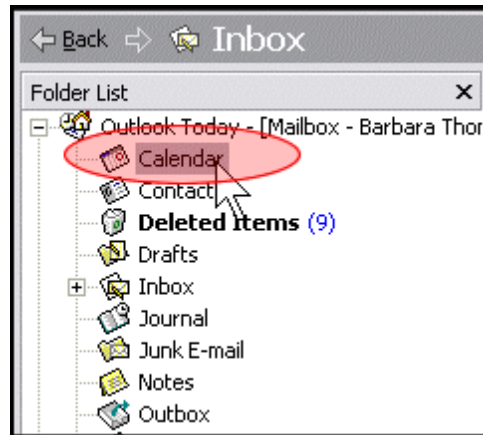 Back Inbox
Folder List
Outlook Today - [Mailbox - Barbara Thor
Calendar
Contact
Deleted Items (9)
Drafts
Inbox
Journal
Junk E-mail
Notes
Outbox